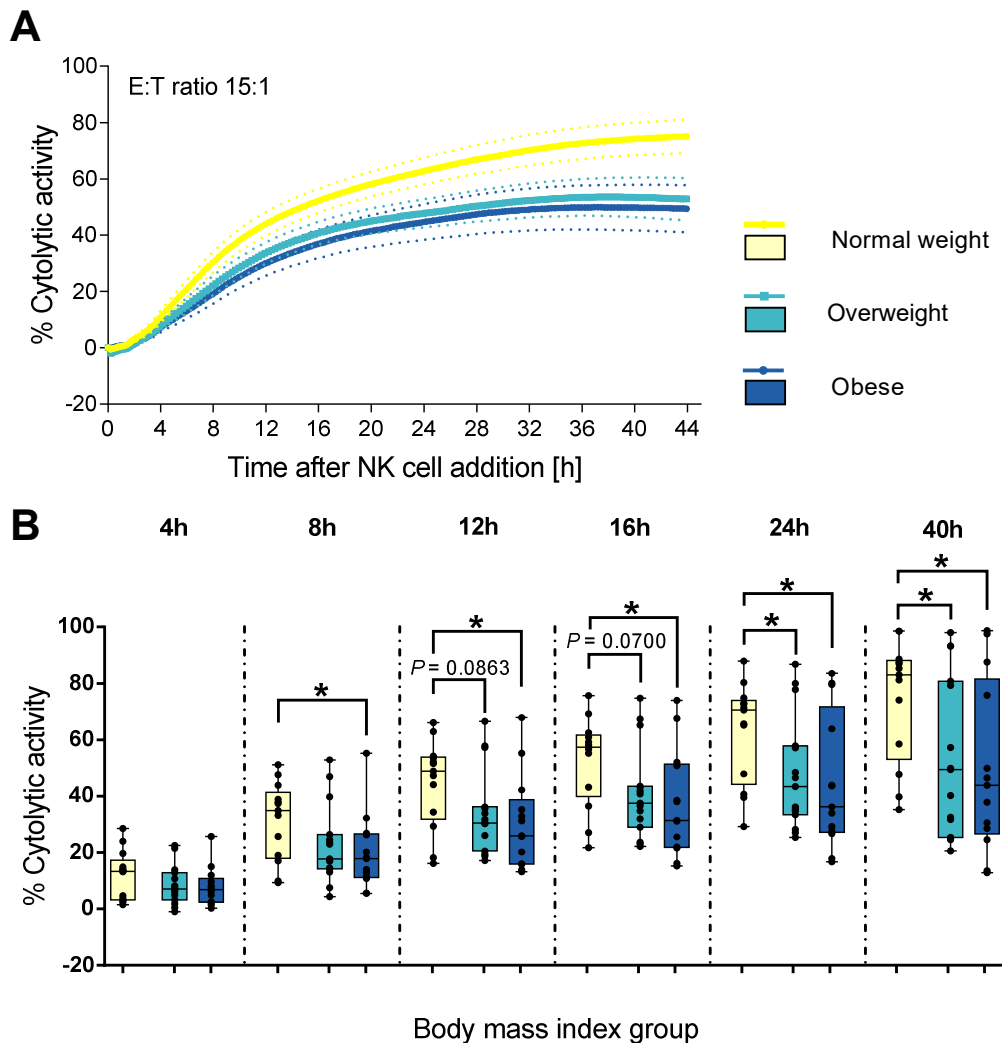 A
E:T ratio 15:1
% Cytolytic activity
100
80
60
40
20
0
-20
0 4 8 12 16 20 24 28 32 36 40 44
Time after NK cell addition [h]
Normal weight
Overweight
Obese
B
4h 8h 12h 16h 24h 40h
* * * * * * * *
P = 0.0863
P = 0.0700
% Cytolytic activity
100
80
60
40
20
0
-20
Body mass index group